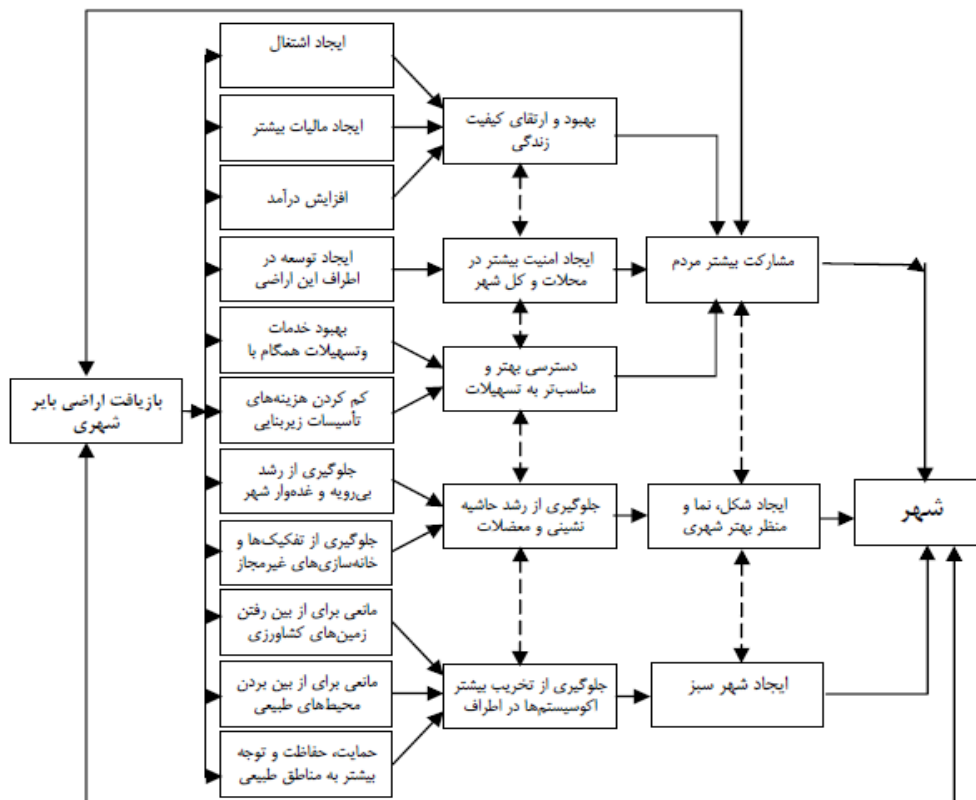 بازیافت اراضی بایر
شهری
ایجاد اشتغال
ایجاد مالیات بیشتر
افزایش درآمد
ایجاد توسعه در
اطراف این اراضی
بهبود خدمات
وتسهیلات همگام با
کم کردن هزینه‌های
تأسیسات زیربنایی
جلوگیری از رشد
بی‌رویه و غده‌وار شهر
جلوگیری از تفکیک‌ها و
خانه‌سازی‌های غیرمجاز
مانعی برای از بین رفتن
زمین‌های کشاورزی
مانعی برای از بین بردن
محیط‌های طبیعی
حمایت، حفاظت و توجه
بیشتر به مناطق طبیعی
بهبود و ارتقای کیفیت
زندگی
ایجاد امنیت بیشتر در
محلات و کل شهر
دسترسی بهتر و
مناسب‌تر به تسهیلات
جلوگیری از رشد حاشیه
نشینی و معضلات
جلوگیری از تخریب بیشتر
اکوسیستم‌ها در اطراف
مشارکت بیشتر مردم
ایجاد شکل، نما و
منظر بهتر شهری
ایجاد شهر سبز
شهر